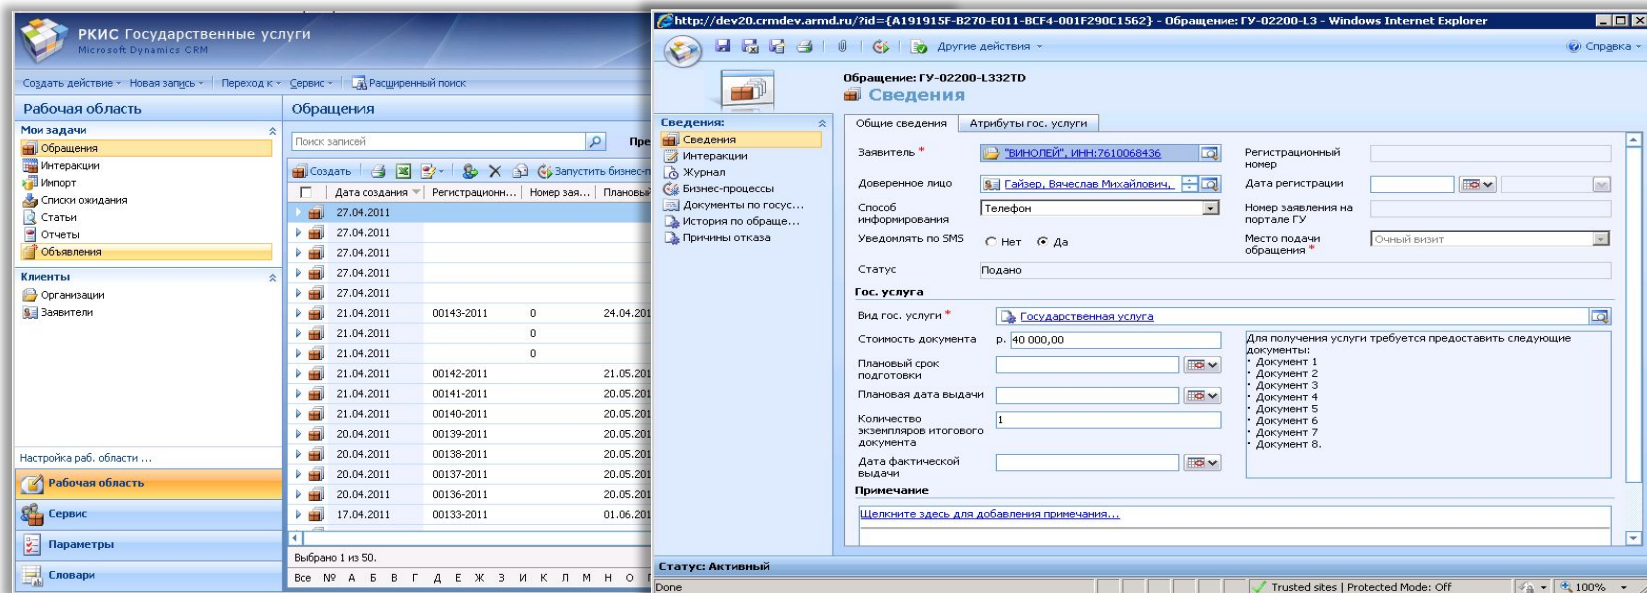 РКИС Государственные услуги
Microsoft Dynamics CRM
Создать действие Новая запись Переход к Сервис Расширенный поиск
Рабочая область
Мои задачи
Обращения
Интеракции
Импорт
Списки ожидания
Статьи
Отчеты
Объявления
Клиенты
Организации
Заявители
Настройка раб. области ...
Рабочая область
Сервис
Параметры
Словари
Обращения
Поиск записей
Пре
Создать Запустить бизнес-п
Дата создания Регистрационн... Номер зая... Плановый
27.04.2011
27.04.2011
27.04.2011
27.04.2011
27.04.2011
21.04.2011 00143-2011 0 24.04.201
21.04.2011 0
21.04.2011 0
21.04.2011 00142-2011 21.05.201
21.04.2011 00141-2011 20.05.201
21.04.2011 00140-2011 20.05.201
20.04.2011 00139-2011 20.05.201
20.04.2011 00138-2011 20.05.201
20.04.2011 00137-2011 20.05.201
20.04.2011 00136-2011 20.05.201
17.04.2011 00133-2011 01.06.201
Выбрано 1 из 50.
Все № А Б В Г Д Е Ж З И К Л М Н О
http://dev20.crmdev.armd.ru/?id={A191915F-B270-E011-BCF4-001F290C1562} - Обращение: ГУ-02200-L3 - Windows Internet Explorer
Другие действия
Справка
Обращение: ГУ-02200-L332TD
Сведения
Сведения:
Сведения
Интеракции
Журнал
Бизнес-процессы
Документы по госус...
История по обраще...
Причины отказа
Общие сведения Атрибуты гос. услуги
Заявитель * "ВИНОЛЕЙ", ИНН:7610068436
Регистрационный
номер
Доверенное лицо Гайзер, Вячеслав Михайлович,
Дата регистрации
Способ
информирования
Телефон
Номер заявления на
портале ГУ
Уведомлять по SMS Нет Да
Место подачи
обращения *
Очный визит
Статус Подано
Гос. услуга
Вид гос. услуги * Государственная услуга
Стоимость документа р. 40 000,00
Плановый срок
подготовки
Плановая дата выдачи
Количество
экземпляров итогового
документа
1
Дата фактической
выдачи
Для получения услуги требуется предоставить следующие
документы:
· Документ 1
· Документ 2
· Документ 3
· Документ 4
· Документ 5
· Документ 6
· Документ 7
· Документ 8.
Примечание
Щелкните здесь для добавления примечания...
Статус: Активный
Done
Trusted sites | Protected Mode: Off
100%